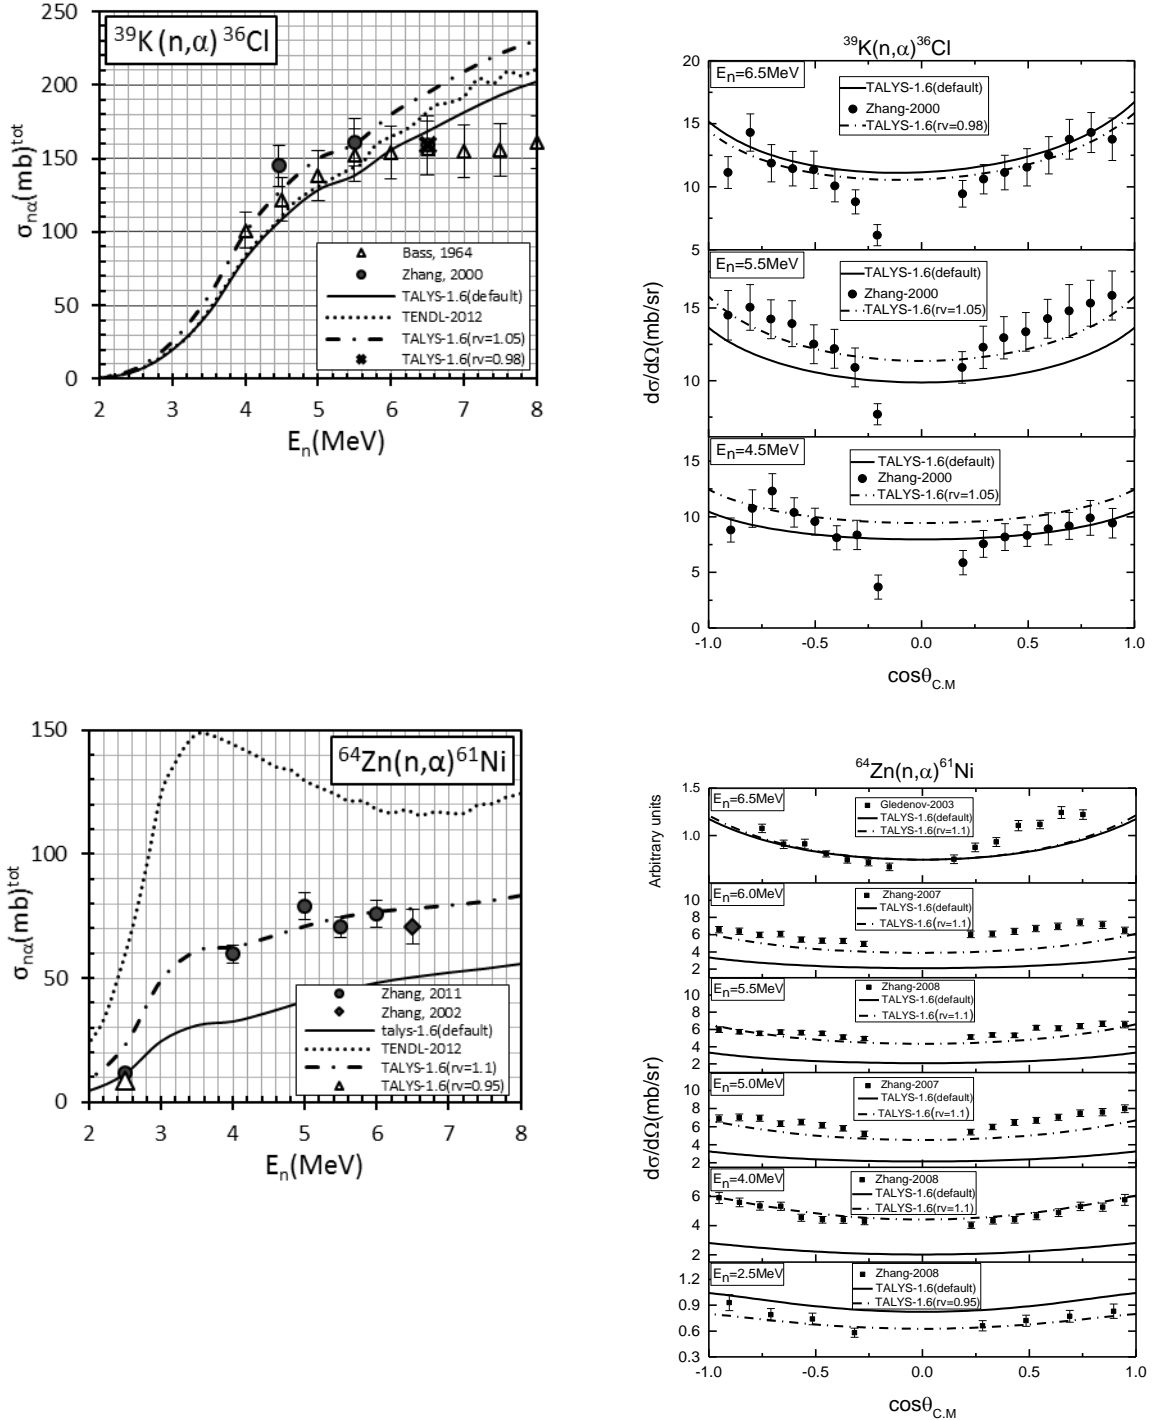 ³⁹K(n,α)³⁶Cl
250
200
150
100
50
0
σₙα(mb)ᵗᵒᵗ
Bass, 1964
Zhang, 2000
TALYS-1.6(default)
TENDL-2012
TALYS-1.6(rv=1.05)
TALYS-1.6(rv=0.98)
2 3 4 5 6 7 8
Eₙ(MeV)
³⁹K(n,α)³⁶Cl
dσ/dΩ(mb/sr)
Eₙ=6.5MeV
TALYS-1.6(default)
Zhang-2000
TALYS-1.6(rv=0.98)
20
15
10
5
Eₙ=5.5MeV
TALYS-1.6(default)
Zhang-2000
TALYS-1.6(rv=1.05)
15
10
Eₙ=4.5MeV
TALYS-1.6(default)
Zhang-2000
TALYS-1.6(rv=1.05)
15
10
5
0
-1.0 -0.5 0.0 0.5 1.0
cosθC.M
⁶⁴Zn(n,α)⁶¹Ni
150
100
50
0
σₙα(mb)ᵗᵒᵗ
Zhang, 2011
Zhang, 2002
talys-1.6(default)
TENDL-2012
TALYS-1.6(rv=1.1)
TALYS-1.6(rv=0.95)
2 3 4 5 6 7 8
Eₙ(MeV)
⁶⁴Zn(n,α)⁶¹Ni
Arbitrary units
dσ/dΩ(mb/sr)
Eₙ=6.5MeV
Gledenov-2003
TALYS-1.6(default)
TALYS-1.6(rv=1.1)
1.5
1.0
Eₙ=6.0MeV
Zhang-2007
TALYS-1.6(default)
TALYS-1.6(rv=1.1)
10
8
6
4
2
Eₙ=5.5MeV
Zhang-2008
TALYS-1.6(default)
TALYS-1.6(rv=1.1)
10
8
6
4
2
Eₙ=5.0MeV
Zhang-2007
TALYS-1.6(default)
TALYS-1.6(rv=1.1)
10
8
6
4
2
Eₙ=4.0MeV
Zhang-2008
TALYS-1.6(default)
TALYS-1.6(rv=1.1)
6
4
2
Eₙ=2.5MeV
Zhang-2008
TALYS-1.6(default)
TALYS-1.6(rv=0.95)
1.2
0.9
0.6
0.3
-1.0 -0.5 0.0 0.5 1.0
cosθC.M